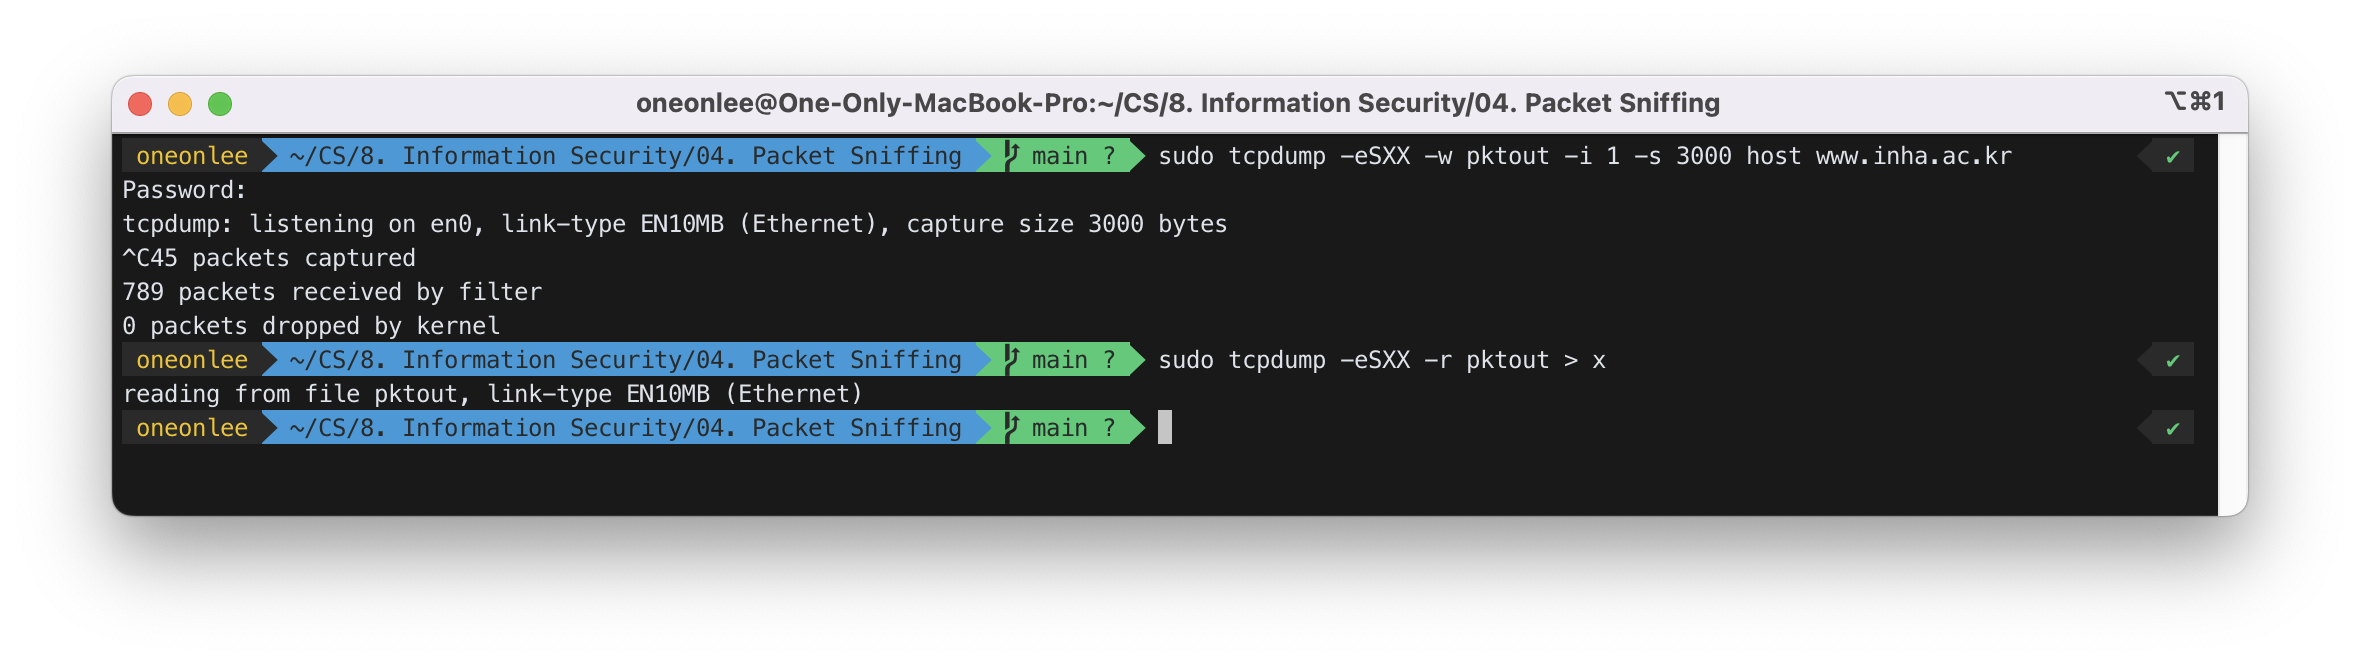 oneonlee@One-Only-MacBook-Pro:~/CS/8. Information Security/04. Packet Sniffing ⌥⌘1
oneonlee ~/CS/8. Information Security/04. Packet Sniffing main ? sudo tcpdump -eSXX -w pktout -i 1 -s 3000 host www.inha.ac.kr ✔
Password:
tcpdump: listening on en0, link-type EN10MB (Ethernet), capture size 3000 bytes
^C45 packets captured
789 packets received by filter
0 packets dropped by kernel
oneonlee ~/CS/8. Information Security/04. Packet Sniffing main ? sudo tcpdump -eSXX -r pktout > x ✔
reading from file pktout, link-type EN10MB (Ethernet)
oneonlee ~/CS/8. Information Security/04. Packet Sniffing main ? ✔